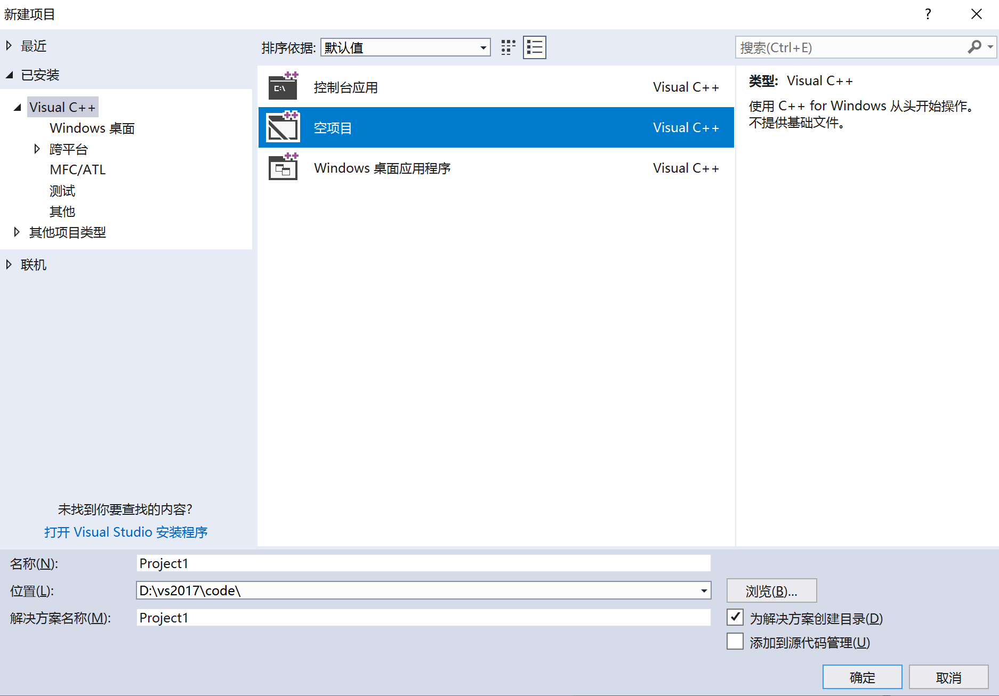 新建项目
?
最近
已安装
Visual C++
Windows 桌面
跨平台
MFC/ATL
测试
其他
其他项目类型
联机
未找到你要查找的内容?
打开 Visual Studio 安装程序
排序依据: 默认值
C:\
控制台应用 Visual C++
空项目 Visual C++
Windows 桌面应用程序 Visual C++
搜索(Ctrl+E)
类型: Visual C++
使用 C++ for Windows 从头开始操作。
不提供基础文件。
名称(N): Project1
位置(L): D:\vs2017\code\ 浏览(B)...
解决方案名称(M): Project1
为解决方案创建目录(D)
添加到源代码管理(U)
确定 取消